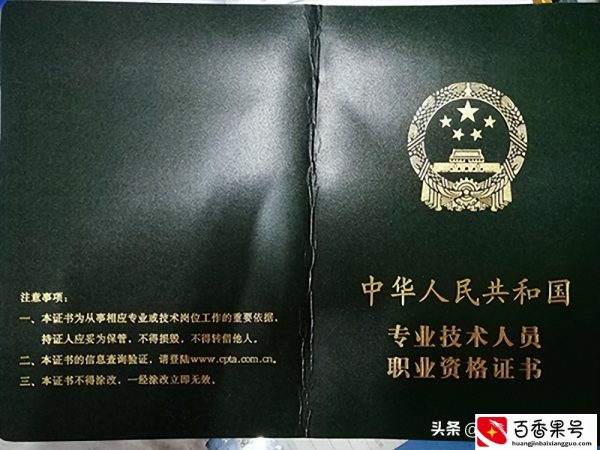 注意事项：
一、本证书为从事相应专业或技术岗位工作的重要依据，
持证人应妥为保管，不得损毁，不得转借他人。
二、本证书的信息查询验证，请登陆www.cpta.com.cn。
三、本证书不得涂改，一经涂改立即无效。
中华人民共和国
专业技术人员
职业资格证书
头条 @
百香果号
huangjinbaixiangguo.com